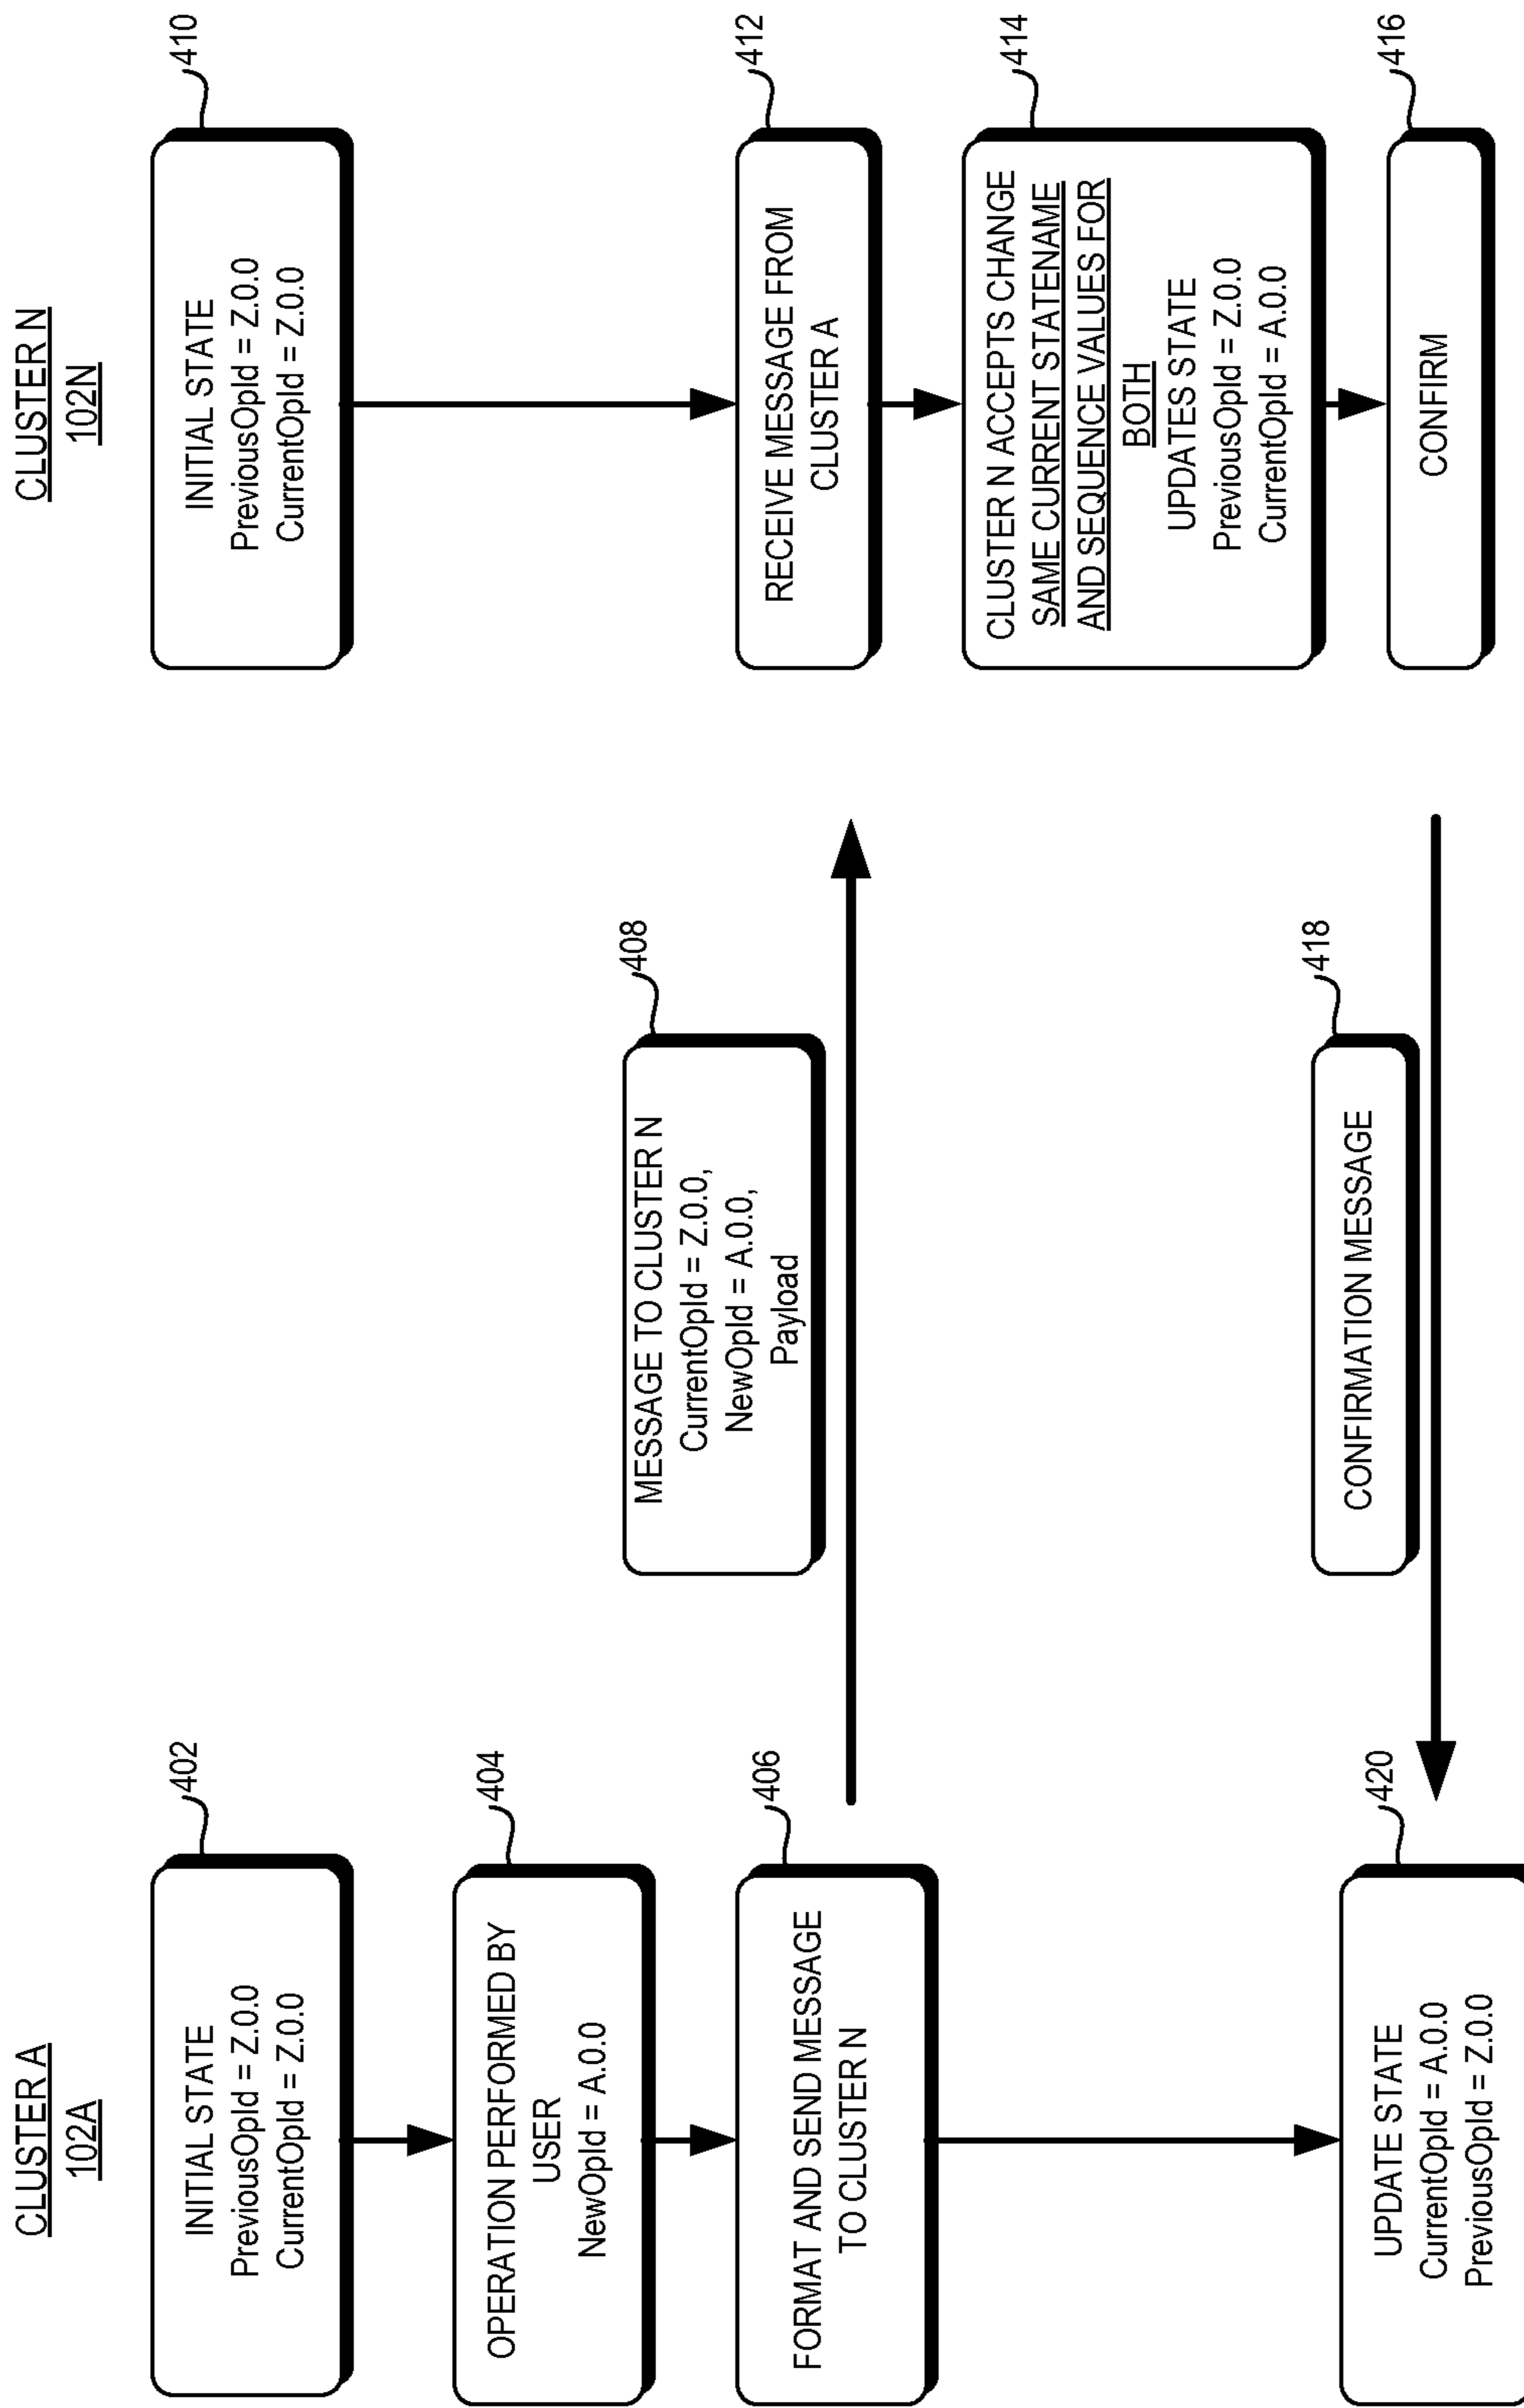 CLUSTER A
102A
402
INITIAL STATE
PreviousOpId = Z.0.0
CurrentOpId = Z.0.0
404
OPERATION PERFORMED BY
USER
NewOpId = A.0.0
406
FORMAT AND SEND MESSAGE
TO CLUSTER N
408
MESSAGE TO CLUSTER N
CurrentOpId = Z.0.0,
NewOpId = A.0.0,
Payload
CLUSTER N
102N
410
INITIAL STATE
PreviousOpId = Z.0.0
CurrentOpId = Z.0.0
412
RECEIVE MESSAGE FROM
CLUSTER A
414
CLUSTER N ACCEPTS CHANGE
SAME CURRENT STATENAME
AND SEQUENCE VALUES FOR
BOTH
UPDATES STATE
PreviousOpId = Z.0.0
CurrentOpId = A.0.0
416
CONFIRM
418
CONFIRMATION MESSAGE
420
UPDATE STATE
CurrentOpId = A.0.0
PreviousOpId = Z.0.0